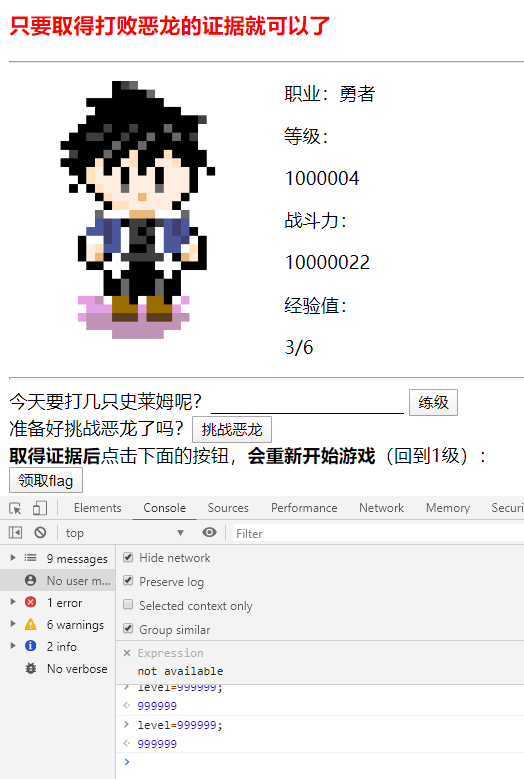 只要取得打败恶龙的证据就可以了
职业：勇者
等级：
1000004
战斗力：
10000022
经验值：
3/6
今天要打几只史莱姆呢？ 练级
准备好挑战恶龙了吗？ 挑战恶龙
取得证据后点击下面的按钮，会重新开始游戏（回到1级）：
领取flag
Elements Console Sources Performance Network Memory Securi
top Filter
9 messages
No user m...
1 error
6 warnings
2 info
No verbose
Hide network
Preserve log
Selected context only
Group similar
Expression
not available
level=999999;
999999
level=999999;
999999